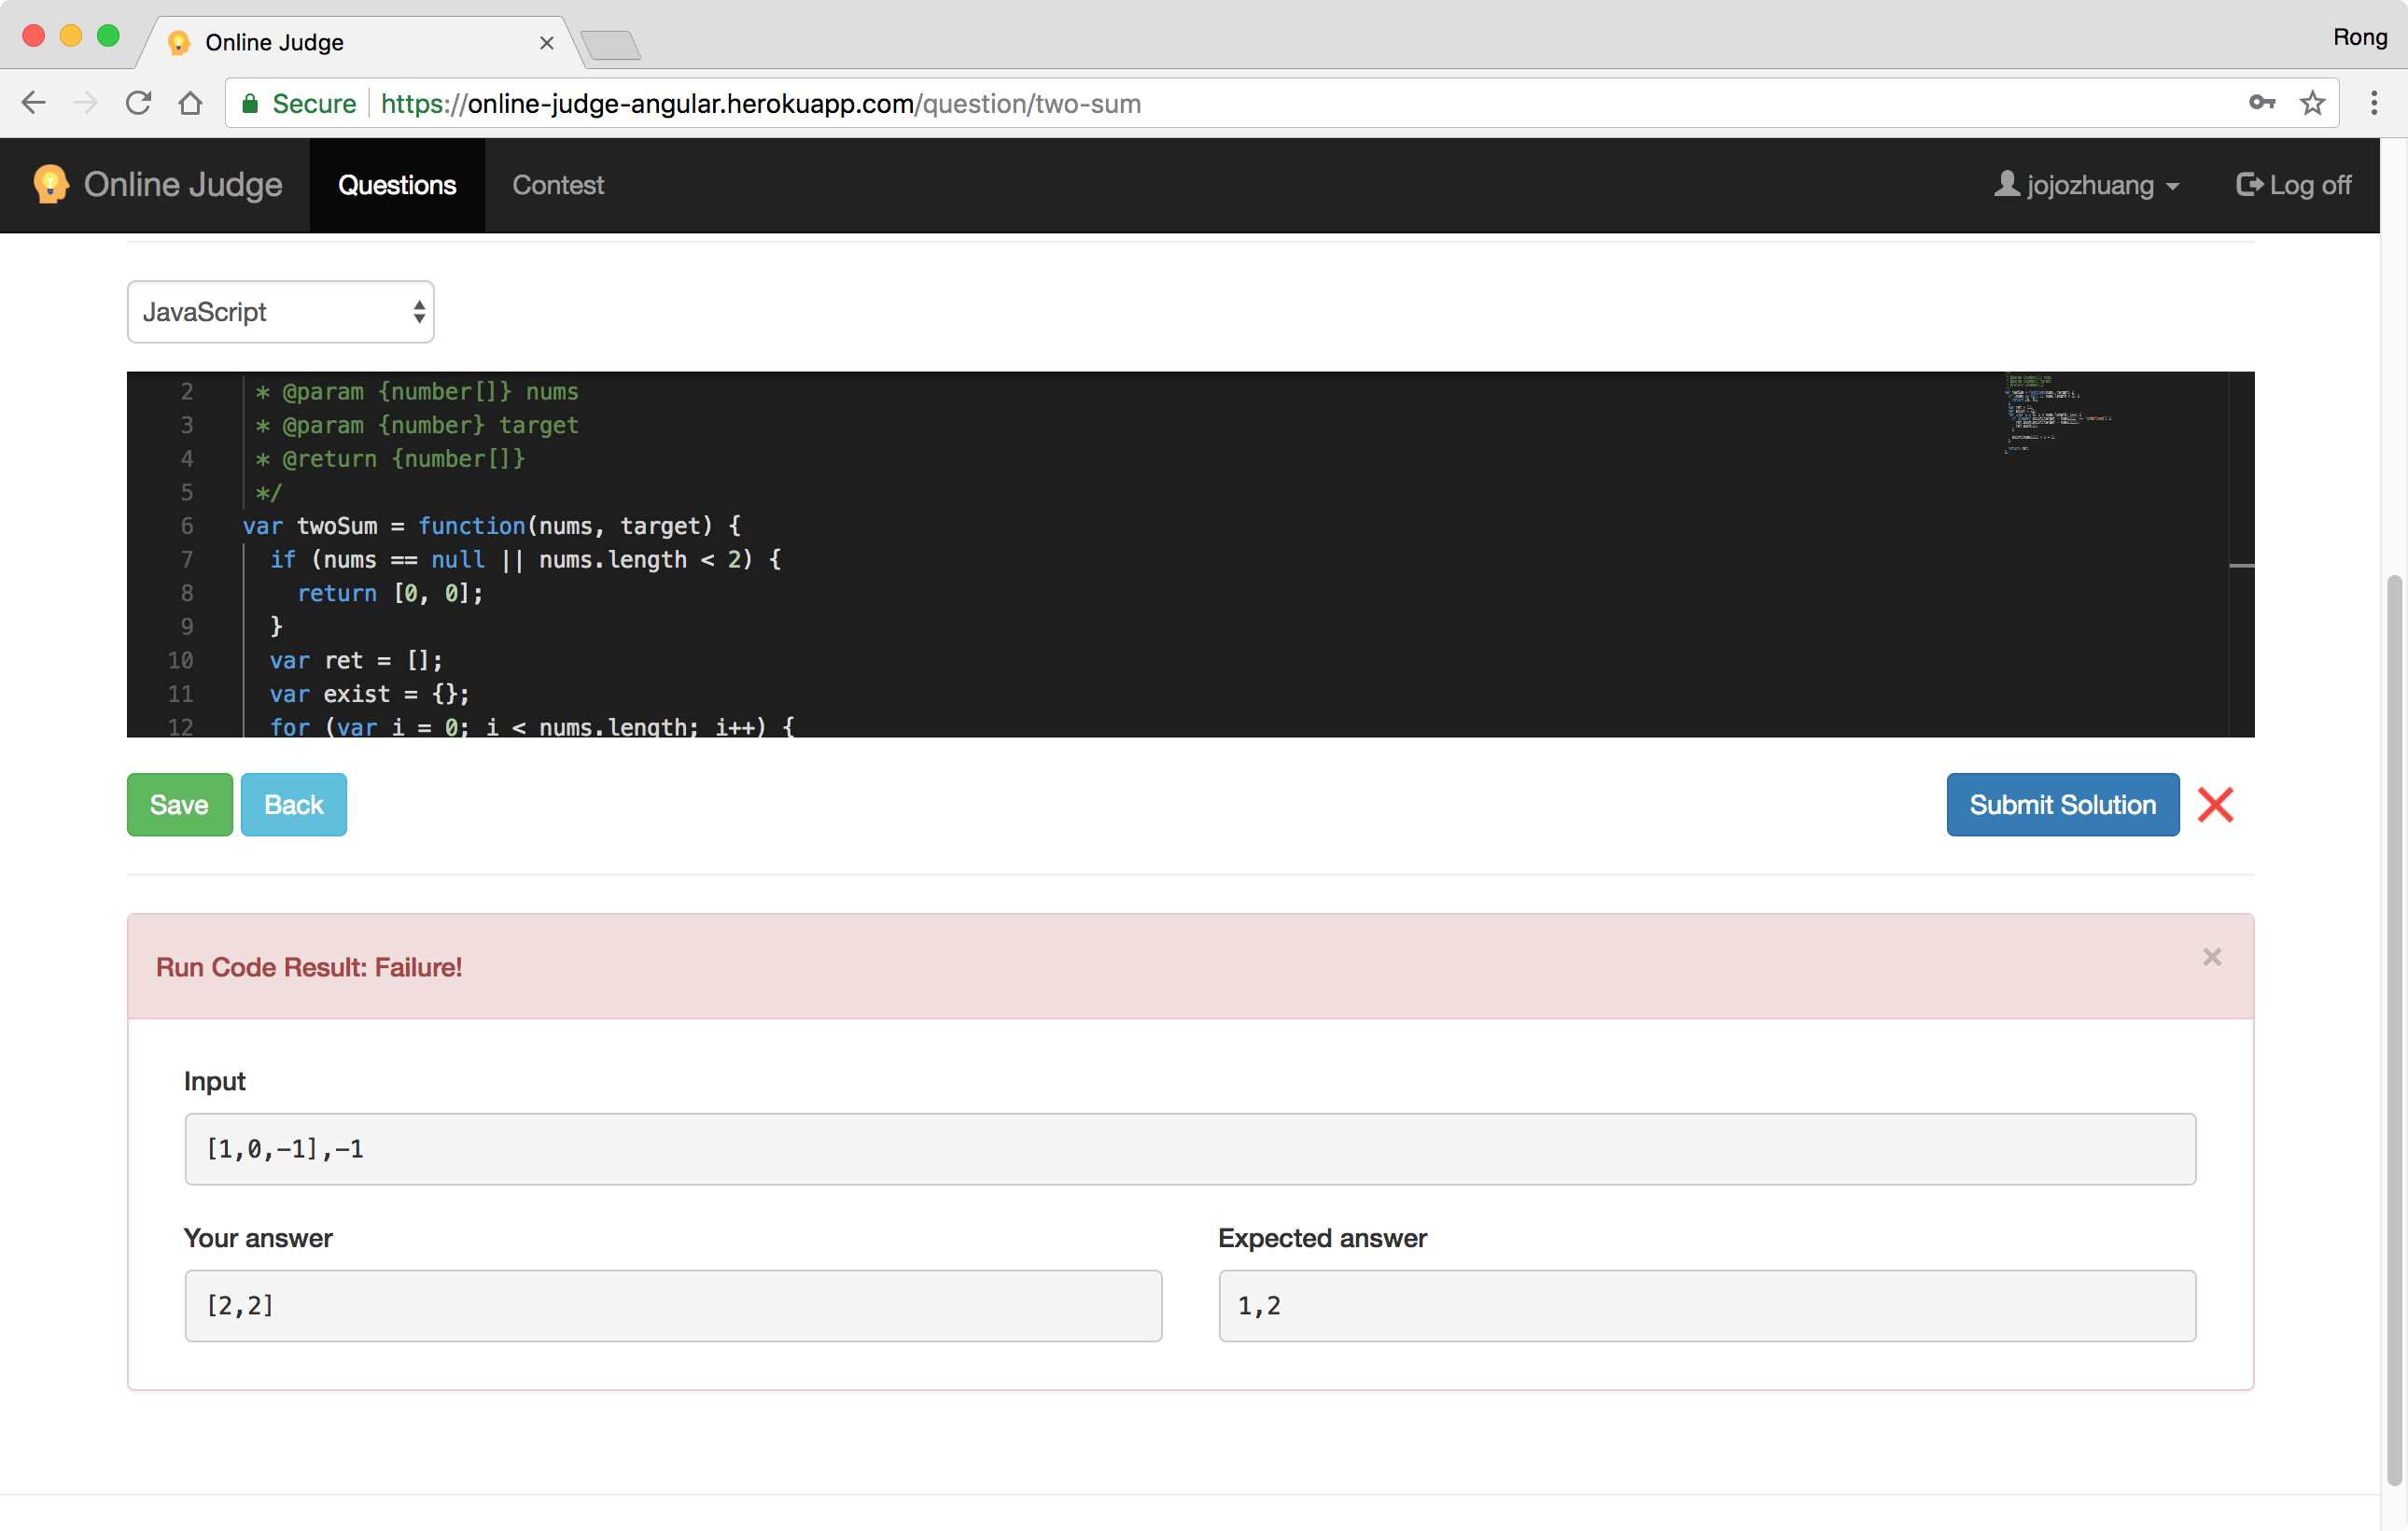 Online Judge
Rong
Secure https://online-judge-angular.herokuapp.com/question/two-sum
Online Judge Questions Contest jojozhuang Log off
JavaScript
2 * @param {number[]} nums
3 * @param {number} target
4 * @return {number[]}
5 */
6 var twoSum = function(nums, target) {
7 if (nums == null || nums.length < 2) {
8 return [0, 0];
9 }
10 var ret = [];
11 var exist = {};
12 for (var i = 0; i < nums.length; i++) {
Save Back Submit Solution
Run Code Result: Failure!
Input
[1,0,-1],-1
Your answer Expected answer
[2,2] 1,2